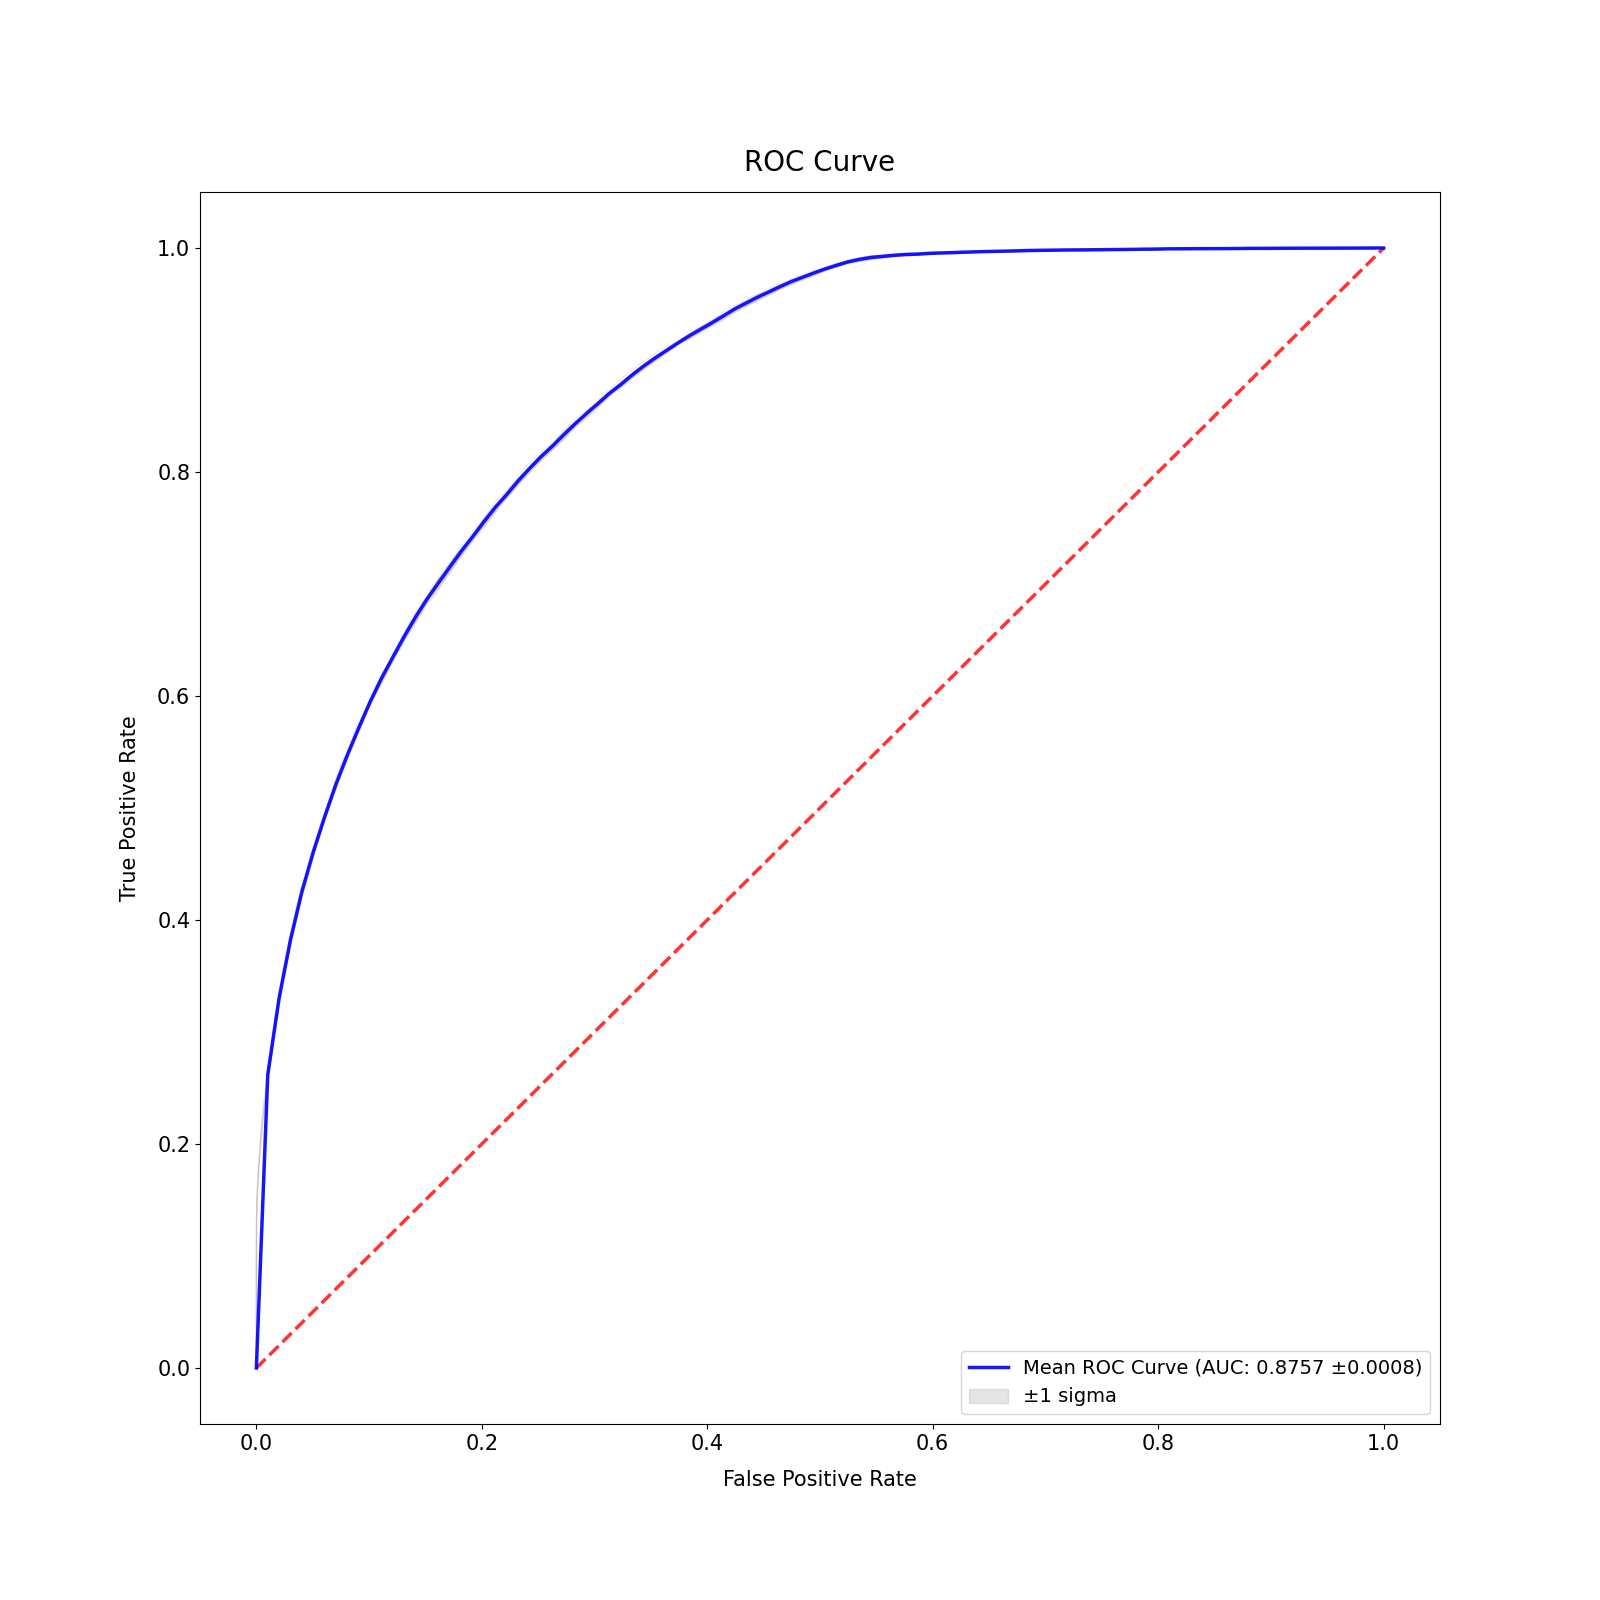 ROC Curve
1.0
0.8
0.6
0.4
0.2
0.0
True Positive Rate
0.0 0.2 0.4 0.6 0.8 1.0
False Positive Rate
Mean ROC Curve (AUC: 0.8757 ±0.0008)
±1 sigma